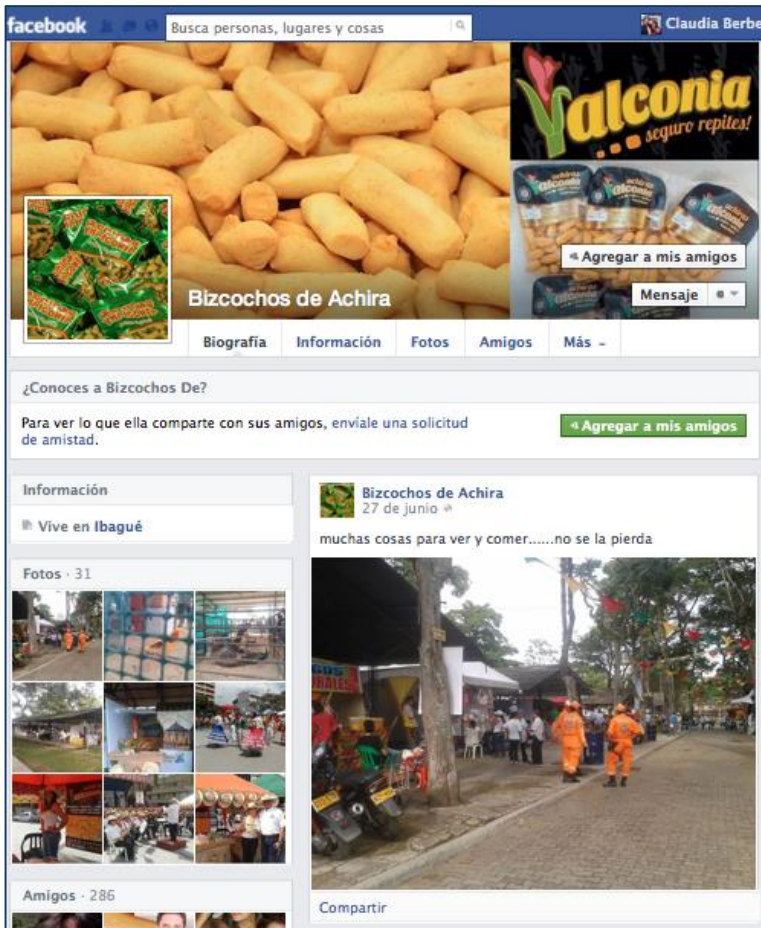 facebook
Busca personas, lugares y cosas
Claudia Berbe
Valconia
seguro repites!
achiras
Valconia
Agregar a mis amigos
Mensaje
Bizcochos de Achira
Biografía
Información
Fotos
Amigos
Más
¿Conoces a Bizcochos De?
Para ver lo que ella comparte con sus amigos, envíale una solicitud
de amistad.
Agregar a mis amigos
Información
Vive en Ibagué
Fotos · 31
Amigos · 286
Bizcochos de Achira
27 de junio
muchas cosas para ver y comer......no se la pierda
Compartir